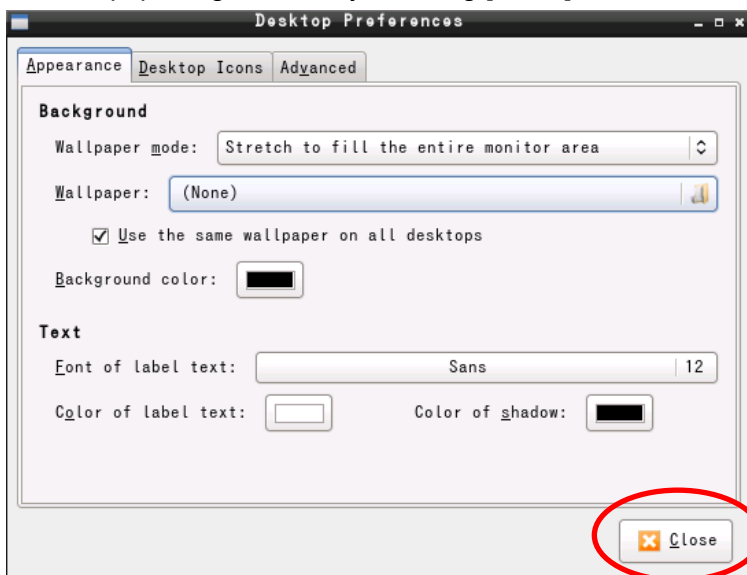 Desktop Preferences
Appearance Desktop Icons Advanced
Background
Wallpaper mode: Stretch to fill the entire monitor area
Wallpaper: (None)
Use the same wallpaper on all desktops
Background color:
Text
Font of label text: Sans 12
Color of label text: Color of shadow:
Close